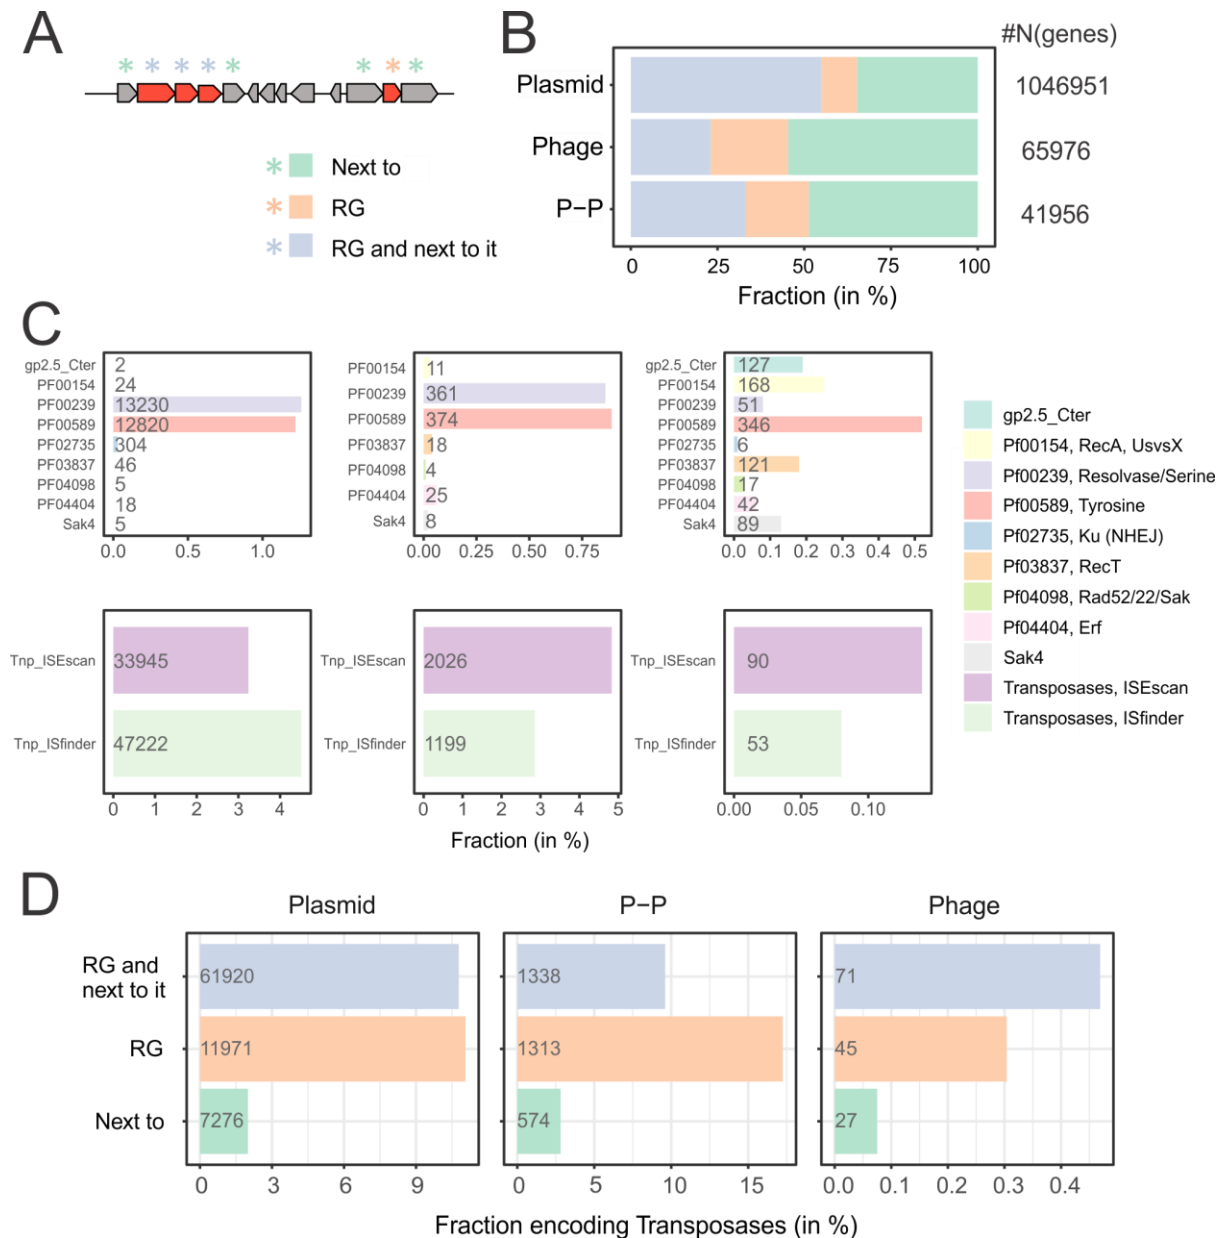 A
* * * * * * * *
* Next to
* RG
* RG and next to it
B
#N(genes)
Plasmid 1046951
Phage 65976
P−P 41956
0 25 50 75 100
Fraction (in %)
C
gp2.5_Cter 2
PF00154 24
PF00239 13230
PF00589 12820
PF02735 304
PF03837 46
PF04098 5
PF04404 18
Sak4 5
0.0 0.5 1.0
PF00154 11
PF00239 361
PF00589 374
PF03837 18
PF04098 4
PF04404 25
Sak4 8
0.00 0.25 0.50 0.75
gp2.5_Cter 127
PF00154 168
PF00239 51
PF00589 346
PF02735 6
PF03837 121
PF04098 17
PF04404 42
Sak4 89
0.0 0.1 0.2 0.3 0.4 0.5
gp2.5_Cter
Pf00154, RecA, UsvsX
Pf00239, Resolvase/Serine
Pf00589, Tyrosine
Pf02735, Ku (NHEJ)
Pf03837, RecT
Pf04098, Rad52/22/Sak
Pf04404, Erf
Sak4
Transposases, ISEscan
Transposases, ISfinder
Tnp_ISEscan 33945
Tnp_ISfinder 47222
0 1 2 3 4
Tnp_ISEscan 2026
Tnp_ISfinder 1199
0 1 2 3 4 5
Tnp_ISEscan 90
Tnp_ISfinder 53
0.00 0.05 0.10
Fraction (in %)
D
Plasmid
P−P
Phage
RG and
next to it
RG
Next to
61920
11971
7276
0 3 6 9
1338
1313
574
0 5 10 15
71
45
27
0.0 0.1 0.2 0.3 0.4
Fraction encoding Transposases (in %)